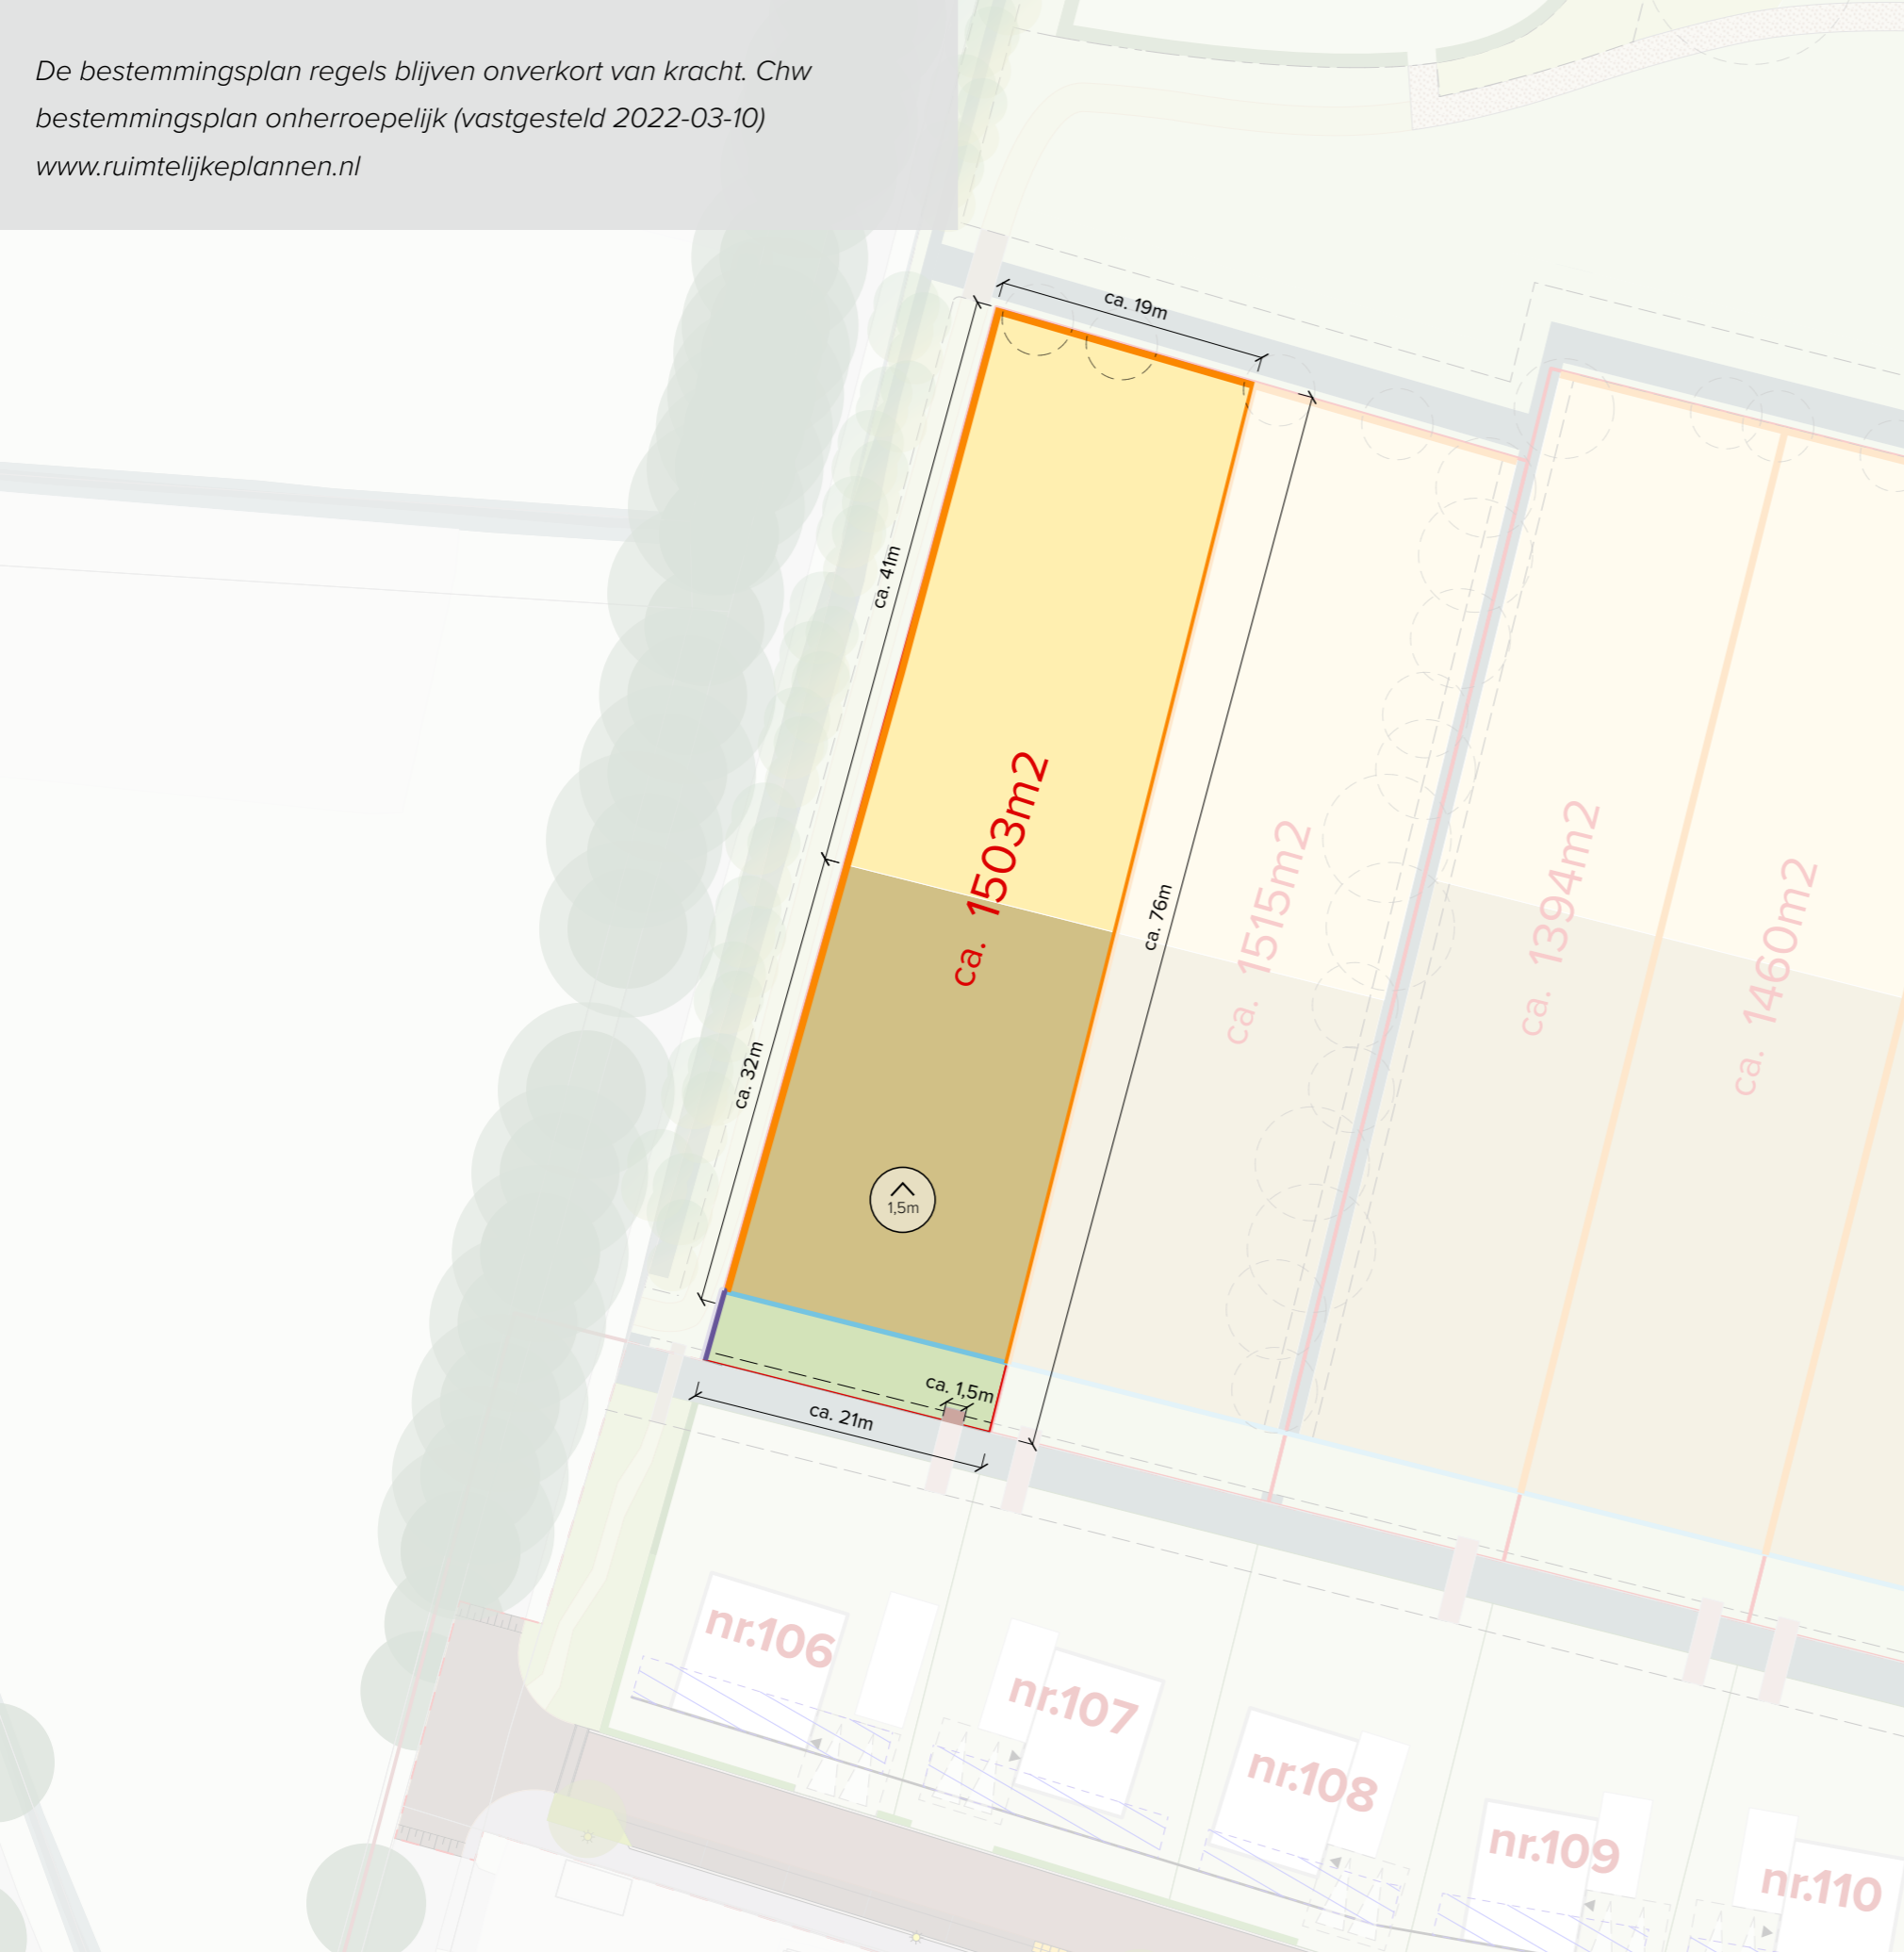 De bestemmingsplan regels blijven onverkort van kracht. Chw
bestemmingsplan onherroepelijk (vastgesteld 2022-03-10)
www.ruimtelijkeplannen.nl
ca. 19m
ca. 41m
ca. 1503m2
ca. 76m
ca. 1515m2
ca. 1394m2
ca. 1460m2
ca. 32m
1,5m
ca. 1,5m
ca. 21m
nr.106
nr.107
nr.108
nr.109
nr.110